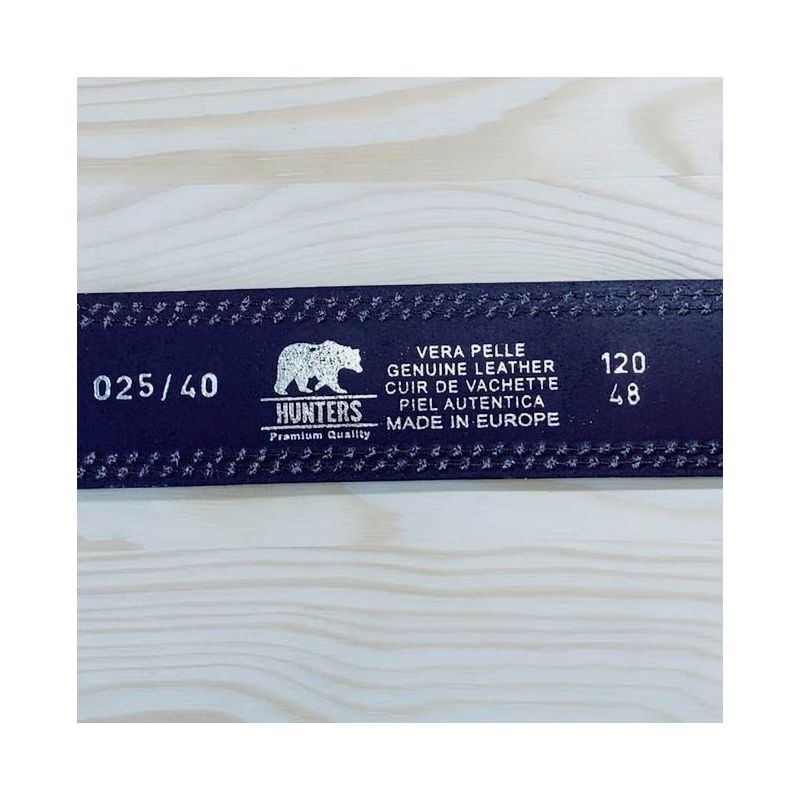 025/40
HUNTERS
Premium Quality
VERA PELLE
GENUINE LEATHER
CUIR DE VACHETTE
PIEL AUTENTICA
MADE IN EUROPE
120
48